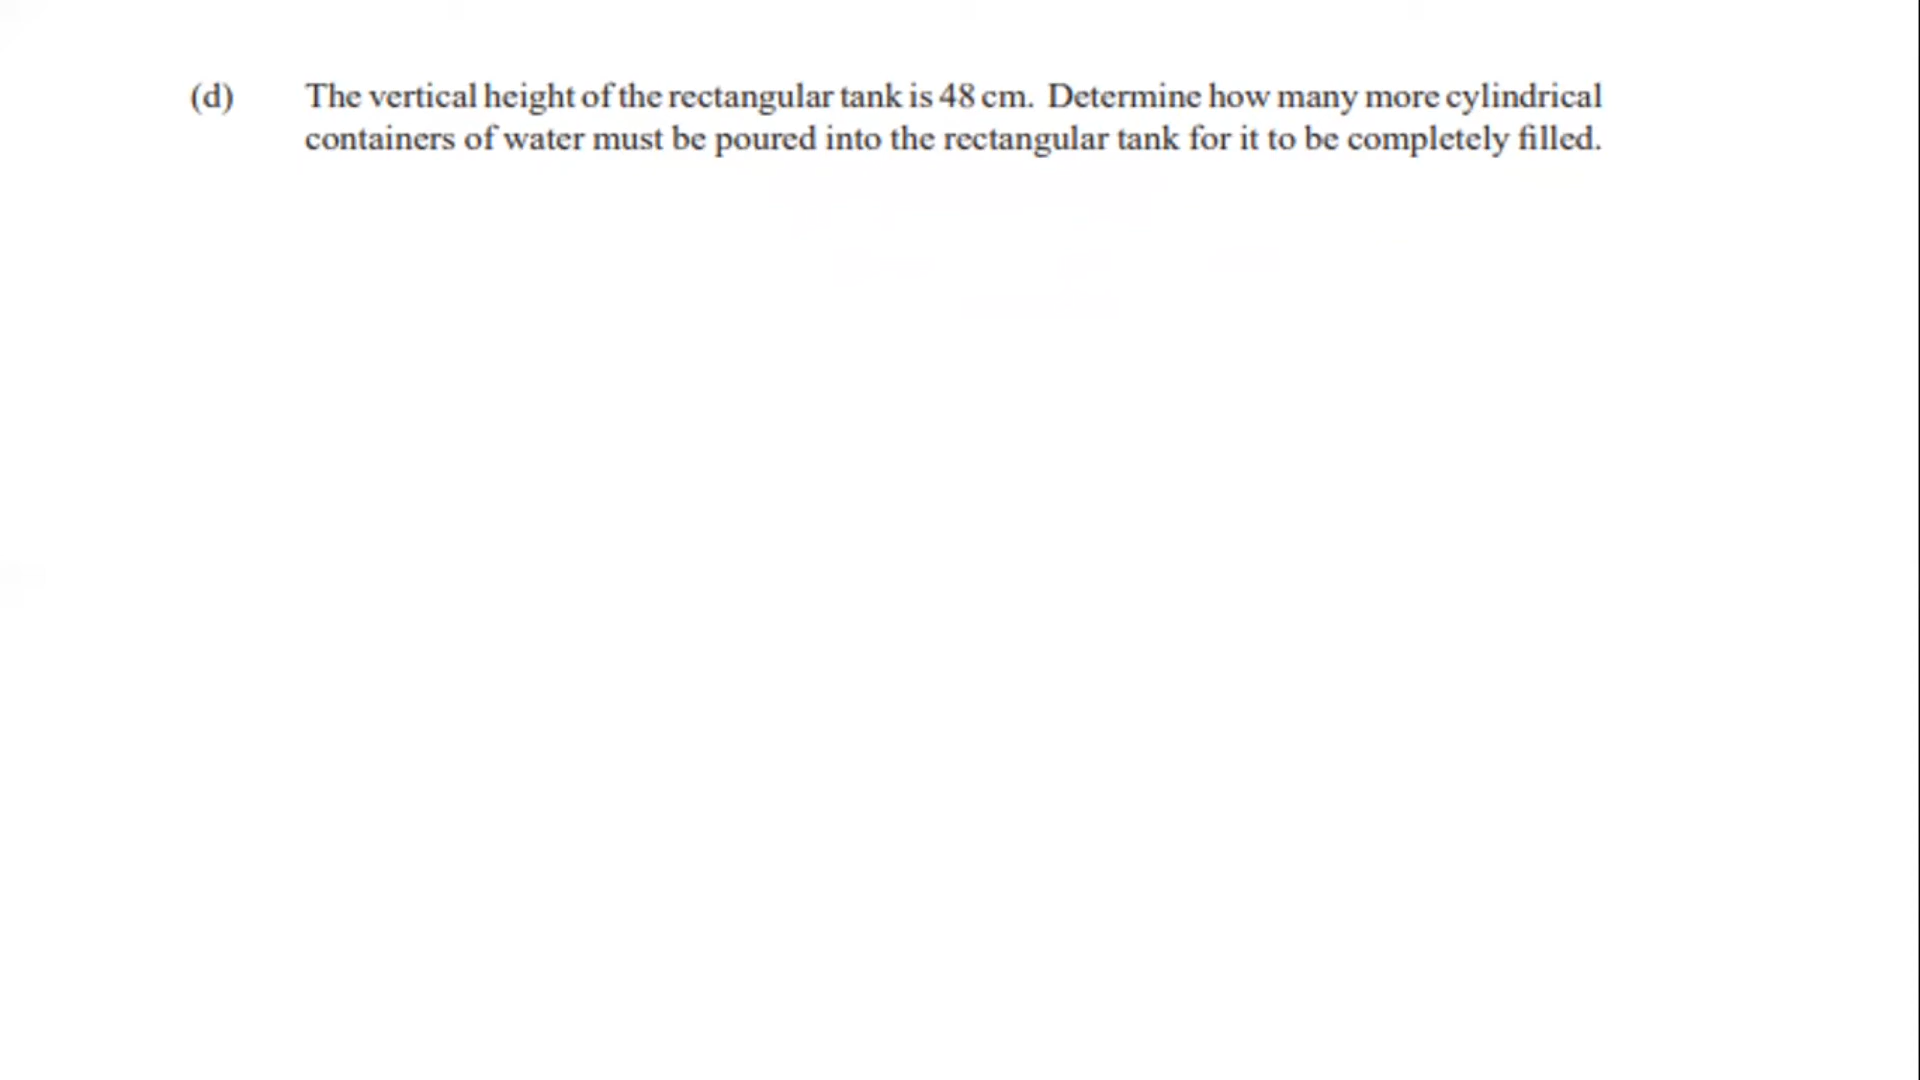 (d) The vertical height of the rectangular tank is 48 cm. Determine how many more cylindrical
containers of water must be poured into the rectangular tank for it to be completely filled.